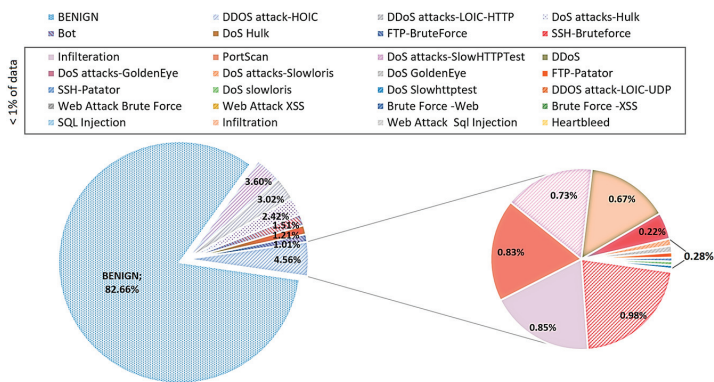 BENIGN DDOS attack-HOIC DDoS attacks-LOIC-HTTP DoS attacks-Hulk
Bot DoS Hulk FTP-BruteForce SSH-Bruteforce
< 1% of data
Infilteration PortScan DoS attacks-SlowHTTPTest DDoS
DoS attacks-GoldenEye DoS attacks-Slowloris DoS GoldenEye FTP-Patator
SSH-Patator DoS slowloris DoS Slowhttptest DDOS attack-LOIC-UDP
Web Attack Brute Force Web Attack XSS Brute Force -Web Brute Force -XSS
SQL Injection Infiltration Web Attack Sql Injection Heartbleed
3.60%
3.02%
2.42%
1.51%
1.21%
1.01%
4.56%
BENIGN;
82.66%
0.73%
0.67%
0.22%
0.83%
0.28%
0.85%
0.98%